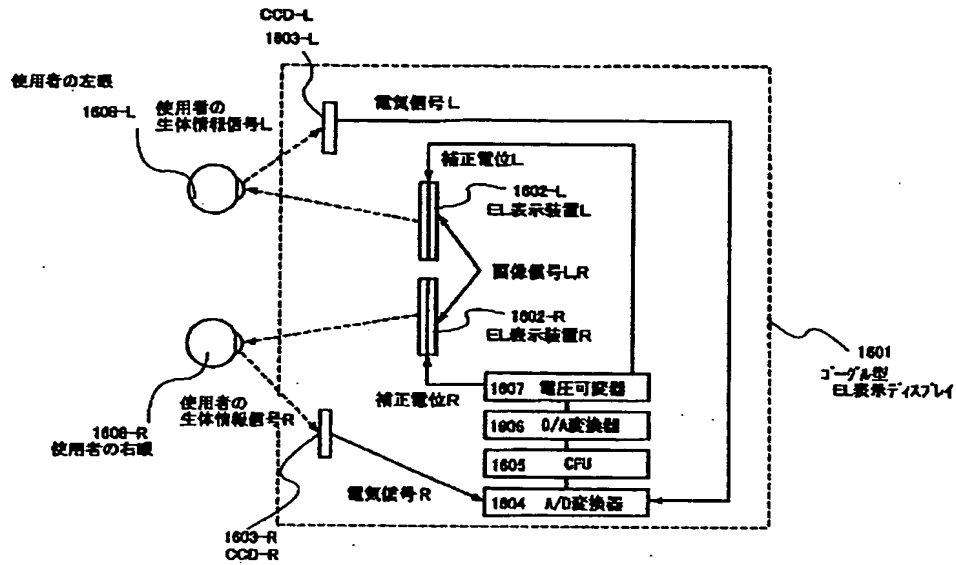 CCD-L
1603-L
使用者の左眼
1608-L
使用者の
生体情報信号L
電気信号L
補正電位L
1602-L
EL表示装置L
画像信号L,R
1602-R
EL表示装置R
1601
ゴーグル型
EL表示ディスプレイ
補正電位R
1607 電圧可変器
1606 D/A変換器
1605 CPU
1604 A/D変換器
使用者の
生体情報信号R
1608-R
使用者の右眼
電気信号R
1603-R
CCD-R